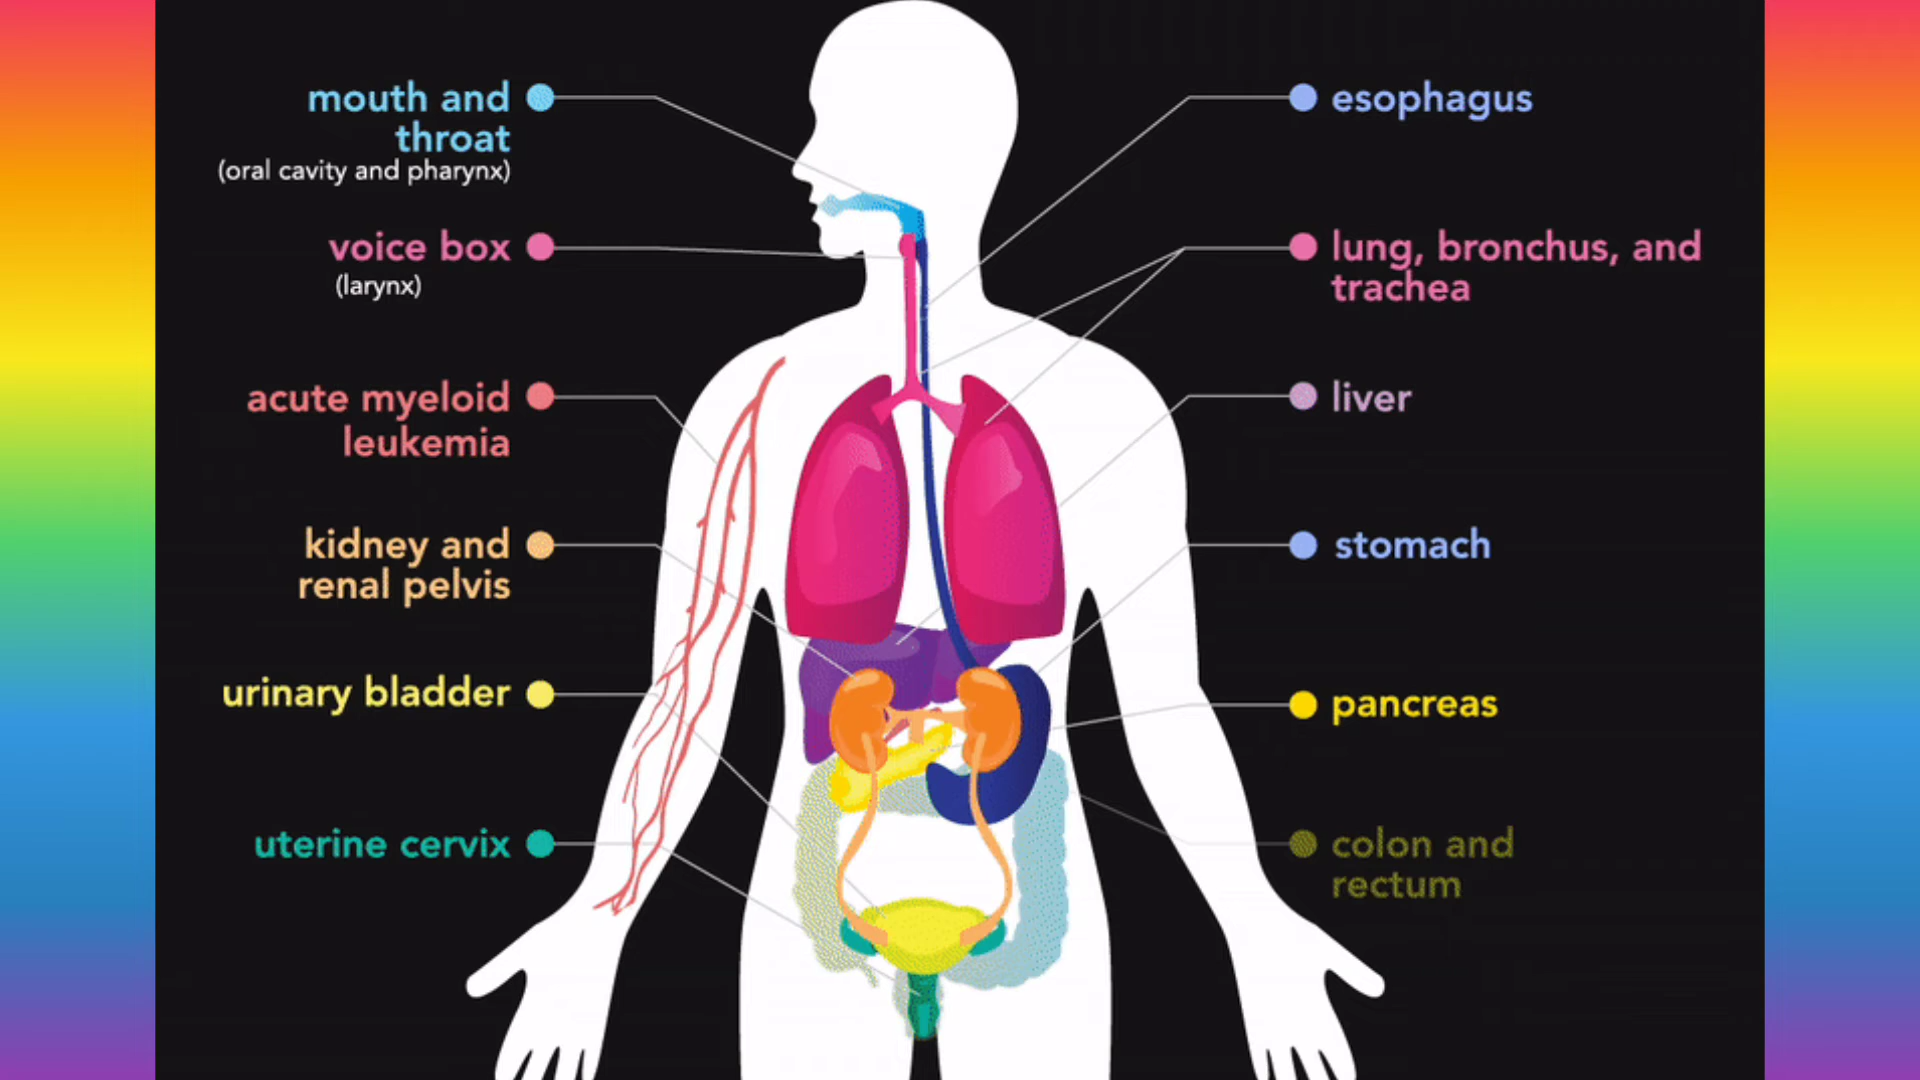 mouth and
throat
(oral cavity and pharynx)
voice box
(larynx)
acute myeloid
leukemia
kidney and
renal pelvis
urinary bladder
uterine cervix
esophagus
lung, bronchus, and
trachea
liver
stomach
pancreas
colon and
rectum